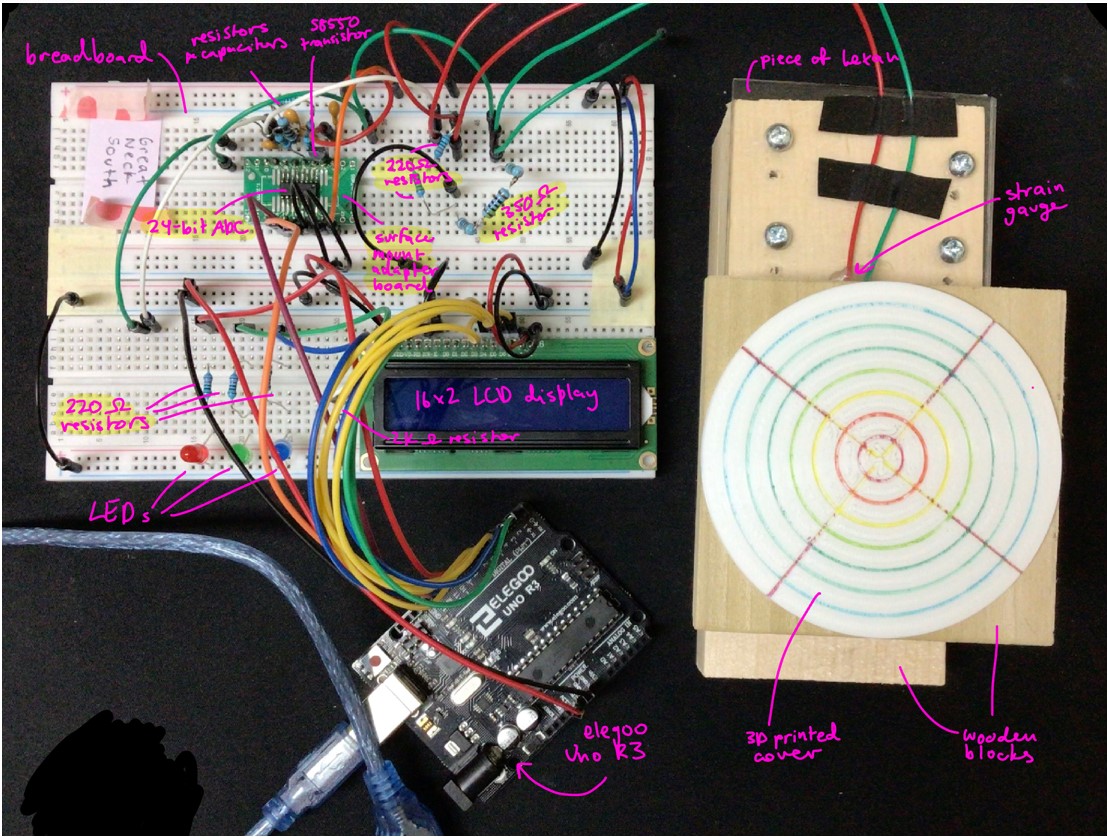 breadboard
resistors
& capacitors
S8550
transistor
piece of Lexan
Great
Neck
South
220Ω
resistors
350Ω
resistor
24-bit ADC
surface
mount
adapter
board
strain
gauge
16x2 LCD display
220 Ω
resistors
2K Ω resistor
LEDs
ELEGOO
UNO R3
elegoo
Uno R3
3D printed
cover
wooden
blocks